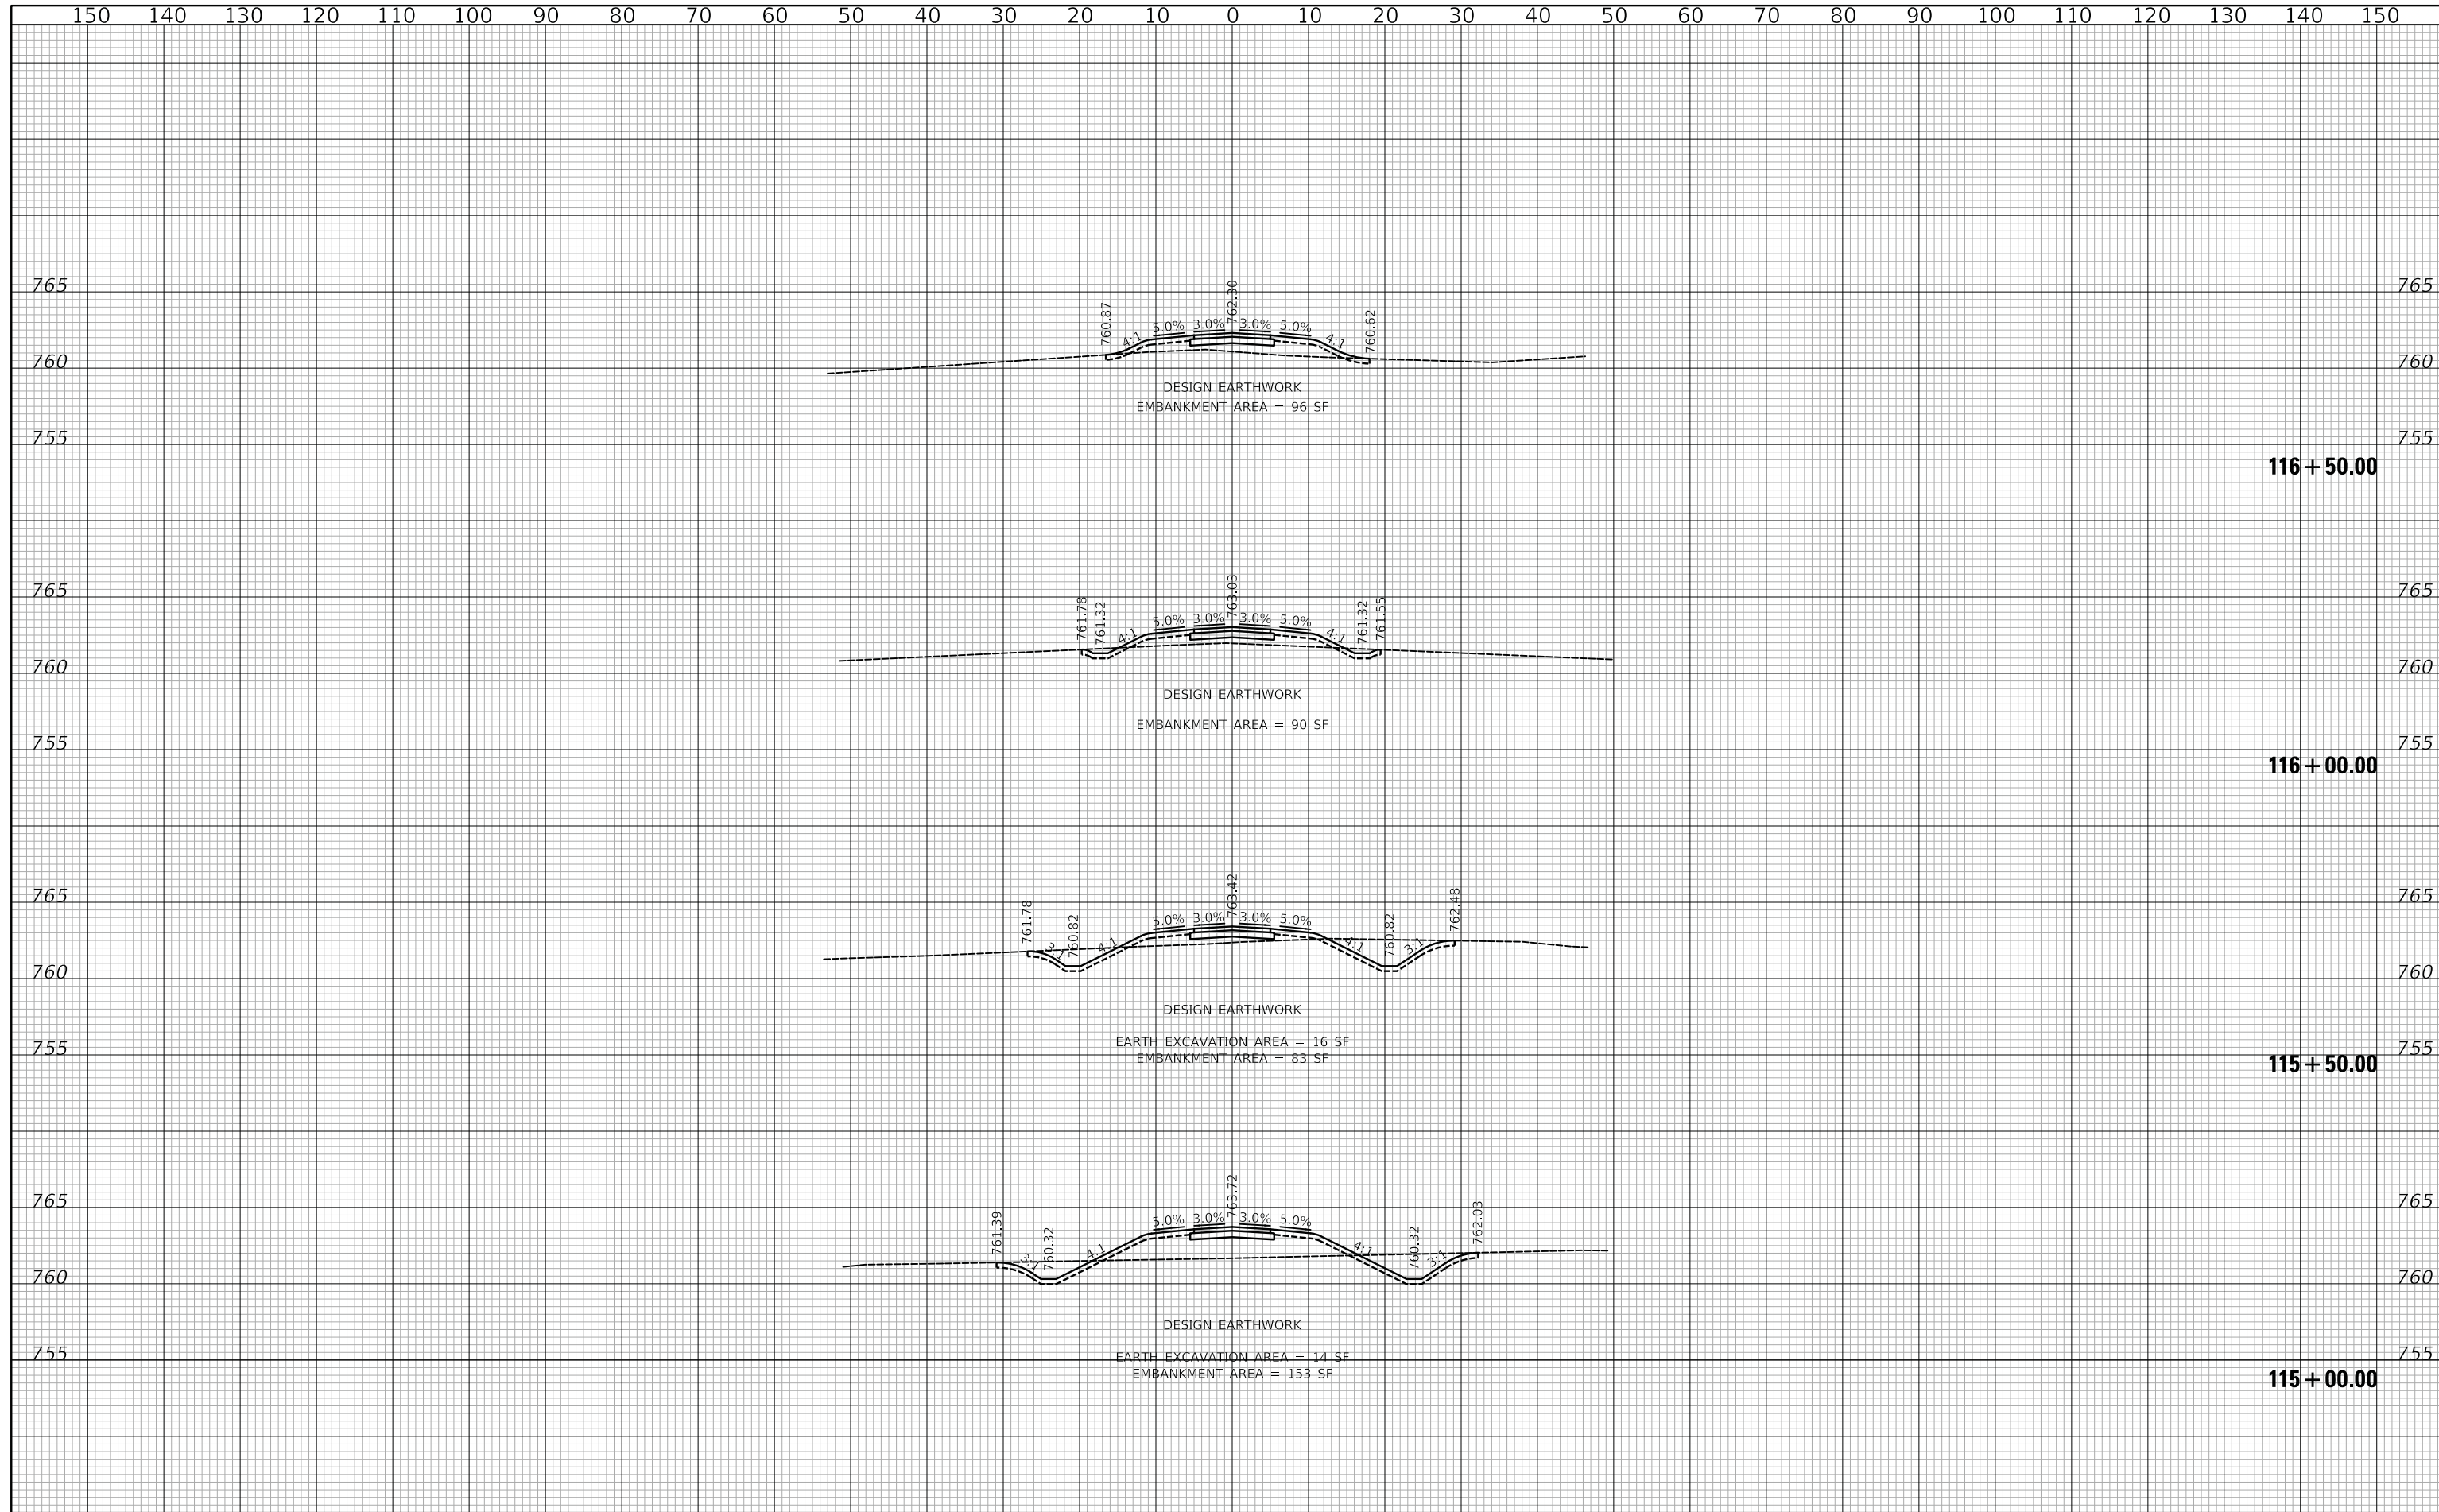 150 140 130 120 110 100 90 80 70 60 50 40 30 20 10 0 10 20 30 40 50 60 70 80 90 100 110 120 130 140 150
765 765
760.87 762.30 760.62
4:1 5.0% 3.0% 3.0% 5.0% 4:1
760 760
DESIGN EARTHWORK
EMBANKMENT AREA = 96 SF
755 755
116+50.00
765 765
761.78 761.32 763.03 761.32 761.55
4:1 5.0% 3.0% 3.0% 5.0% 4:1
760 760
DESIGN EARTHWORK
EMBANKMENT AREA = 90 SF
755 755
116+00.00
765 765
761.78 760.82 763.42 760.82 762.48
3:1 4:1 5.0% 3.0% 3.0% 5.0% 4:1 3:1
760 760
DESIGN EARTHWORK
EARTH EXCAVATION AREA = 16 SF
755 755
EMBANKMENT AREA = 83 SF
115+50.00
765 765
761.39 760.32 763.72 760.32 762.03
3:1 4:1 5.0% 3.0% 3.0% 5.0% 4:1 3:1
760 760
DESIGN EARTHWORK
755 755
EARTH EXCAVATION AREA = 14 SF
EMBANKMENT AREA = 153 SF
115+00.00